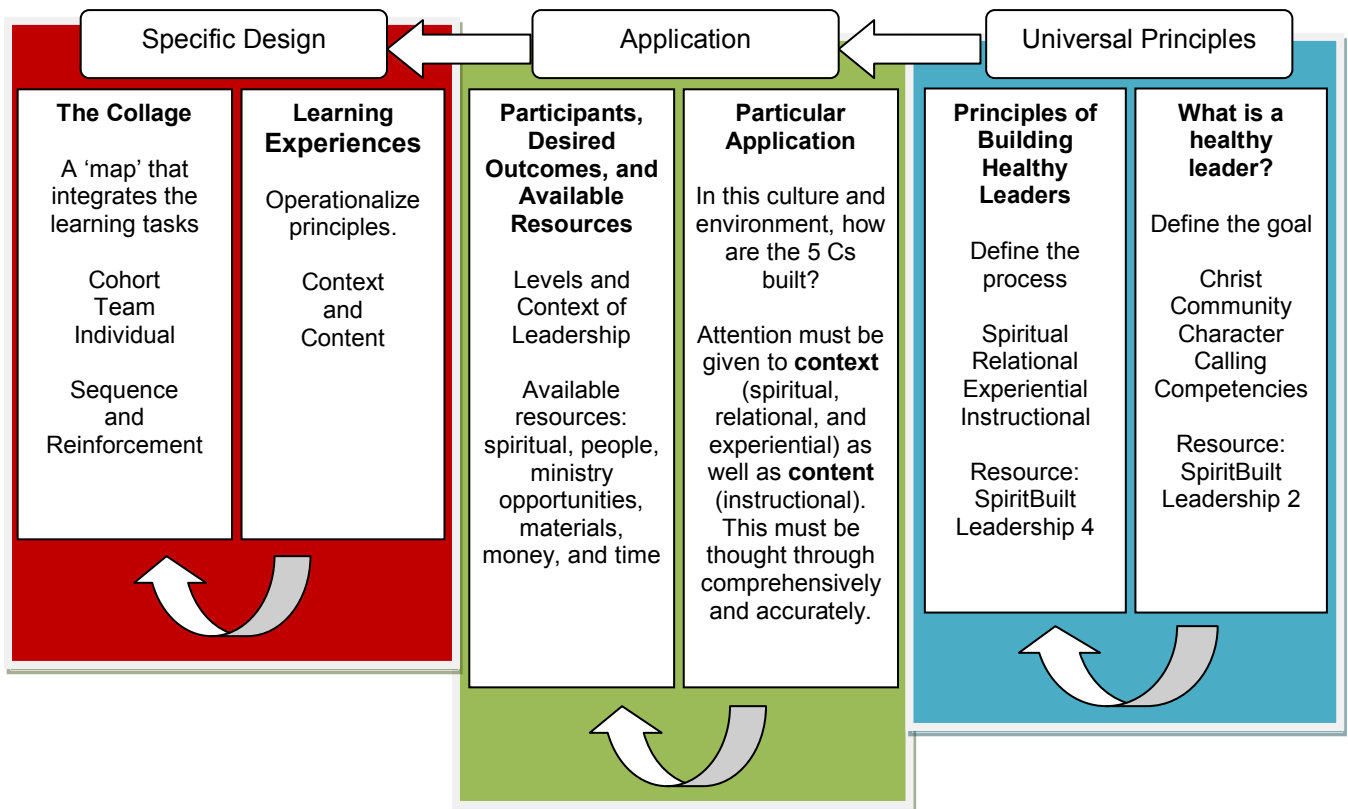 Specific Design
Application
Universal Principles
The Collage
A ‘map’ that
integrates the
learning tasks
Cohort
Team
Individual
Sequence
and
Reinforcement
Learning
Experiences
Operationalize
principles.
Context
and
Content
Participants,
Desired
Outcomes, and
Available
Resources
Levels and
Context of
Leadership
Available
resources:
spiritual, people,
ministry
opportunities,
materials,
money, and time
Particular
Application
In this culture and
environment, how
are the 5 Cs
built?
Attention must be
given to context
(spiritual,
relational, and
experiential) as
well as content
(instructional).
This must be
thought through
comprehensively
and accurately.
Principles of
Building
Healthy
Leaders
Define the
process
Spiritual
Relational
Experiential
Instructional
Resource:
SpiritBuilt
Leadership 4
What is a
healthy
leader?
Define the goal
Christ
Community
Character
Calling
Competencies
Resource:
SpiritBuilt
Leadership 2